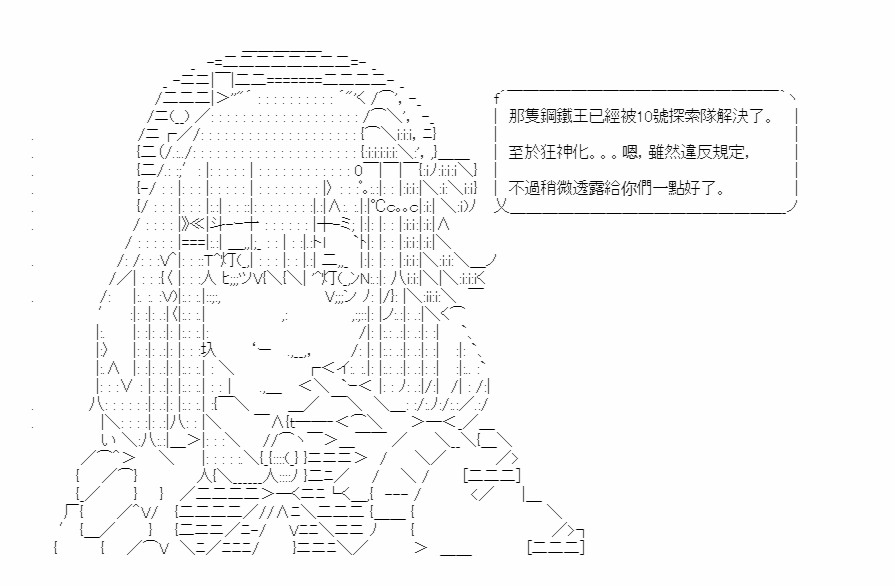 那隻鋼鐵王已經被10號探索隊解決了。
至於狂神化。。。嗯，雖然違反規定，
不過稍微透露給你們一點好了。